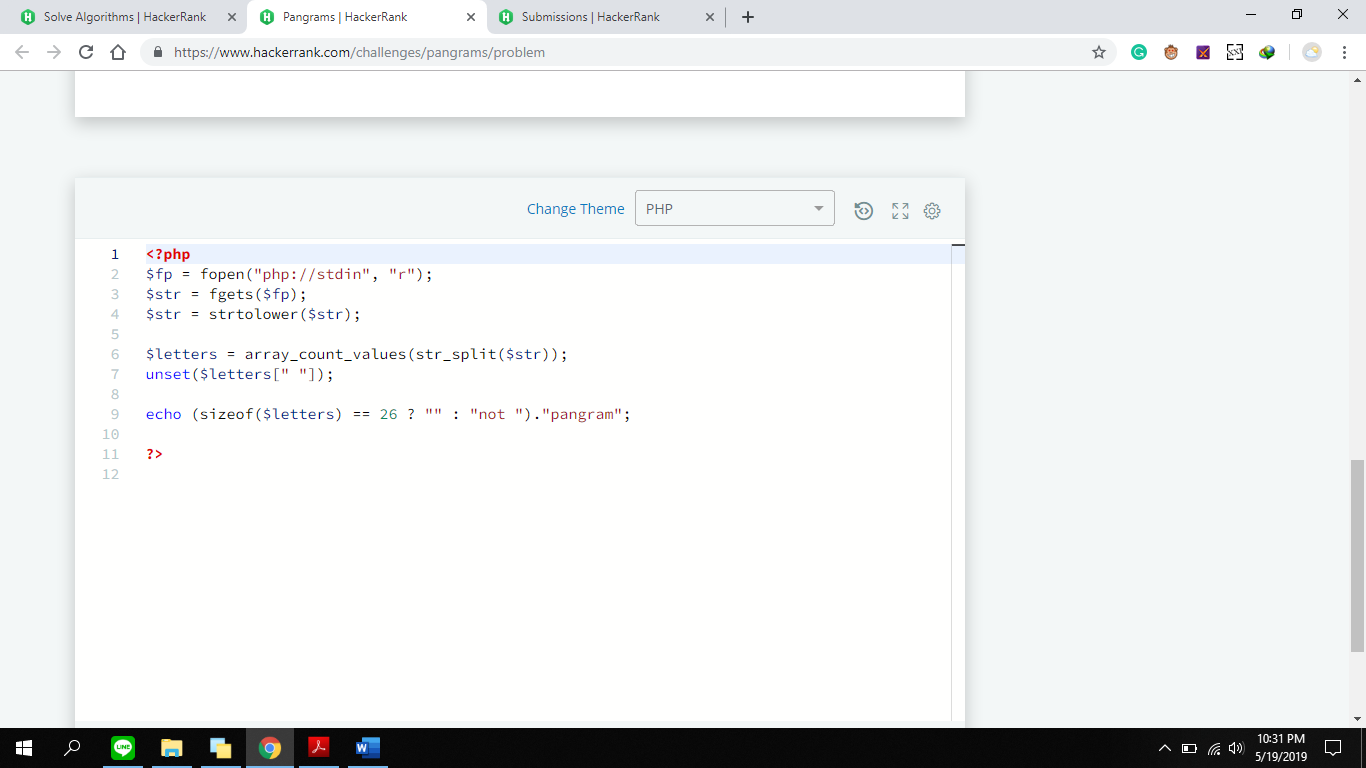 Solve Algorithms | HackerRank
Pangrams | HackerRank
Submissions | HackerRank
https://www.hackerrank.com/challenges/pangrams/problem
Change Theme
PHP
1 <?php
2 $fp = fopen("php://stdin", "r");
3 $str = fgets($fp);
4 $str = strtolower($str);
5
6 $letters = array_count_values(str_split($str));
7 unset($letters[" "]);
8
9 echo (sizeof($letters) == 26 ? "" : "not ")."pangram";
10
11 ?>
12
LINE
W
10:31 PM
5/19/2019